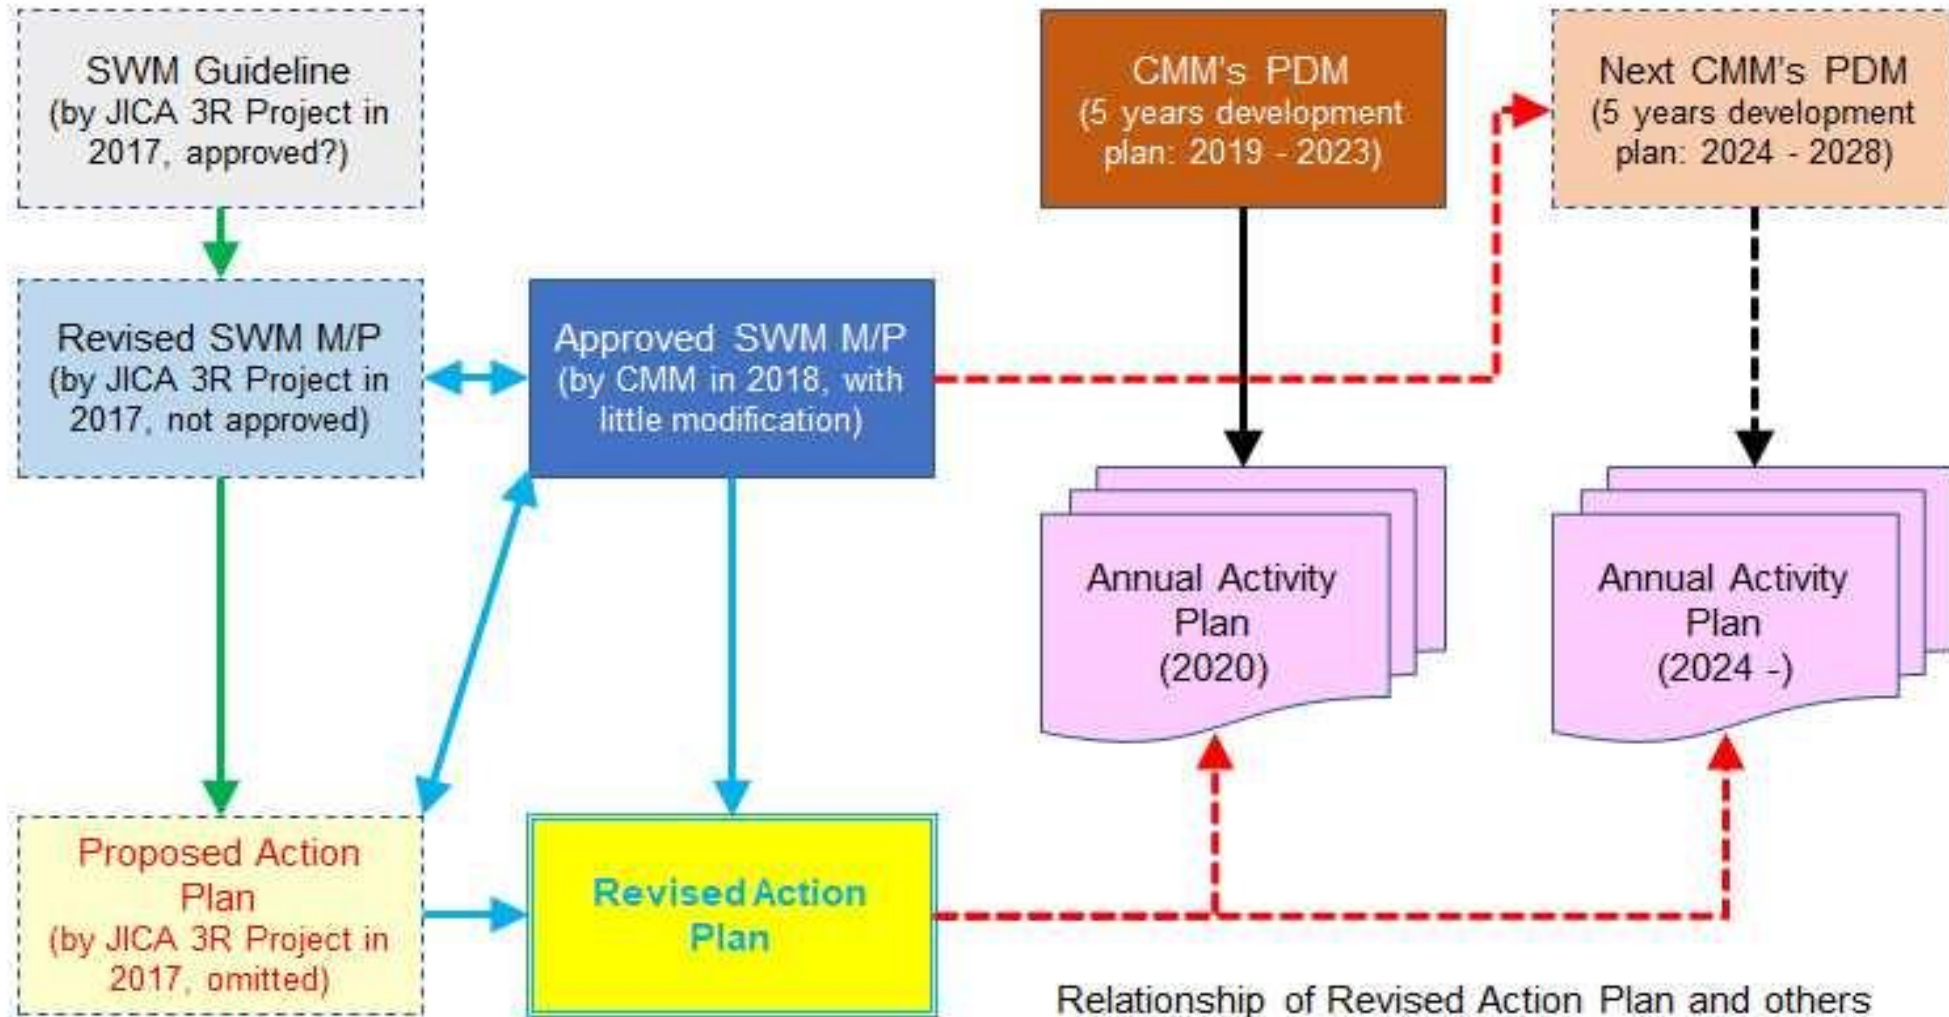 SWM Guideline
(by JICA 3R Project in
2017, approved?)
CMM's PDM
(5 years development
plan: 2019 - 2023)
Next CMM's PDM
(5 years development
plan: 2024 - 2028)
Revised SWM M/P
(by JICA 3R Project in
2017, not approved)
Approved SWM M/P
(by CMM in 2018, with
little modification)
Annual Activity
Plan
(2020)
Annual Activity
Plan
(2024 -)
Proposed Action
Plan
(by JICA 3R Project in
2017, omitted)
Revised Action
Plan
Relationship of Revised Action Plan and others